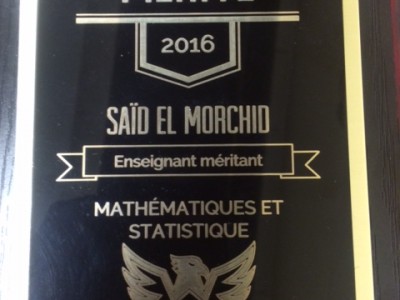 2016
SAÏD EL MORCHID
Enseignant méritant
MATHÉMATIQUES ET
STATISTIQUE